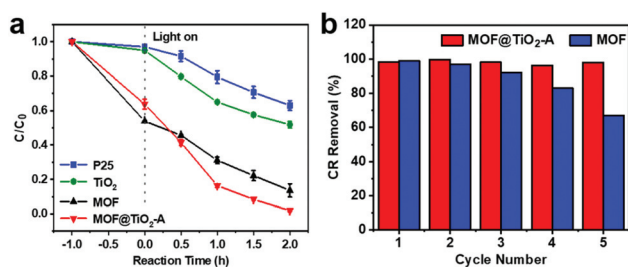 a
Light on
1.0
0.8
0.6
0.4
0.2
0.0
C/C₀
P25
TiO₂
MOF
MOF@TiO₂-A
-1.0 -0.5 0.0 0.5 1.0 1.5 2.0
Reaction Time (h)
b
MOF@TiO₂-A MOF
120
100
80
60
40
20
0
CR Removal (%)
1 2 3 4 5
Cycle Number